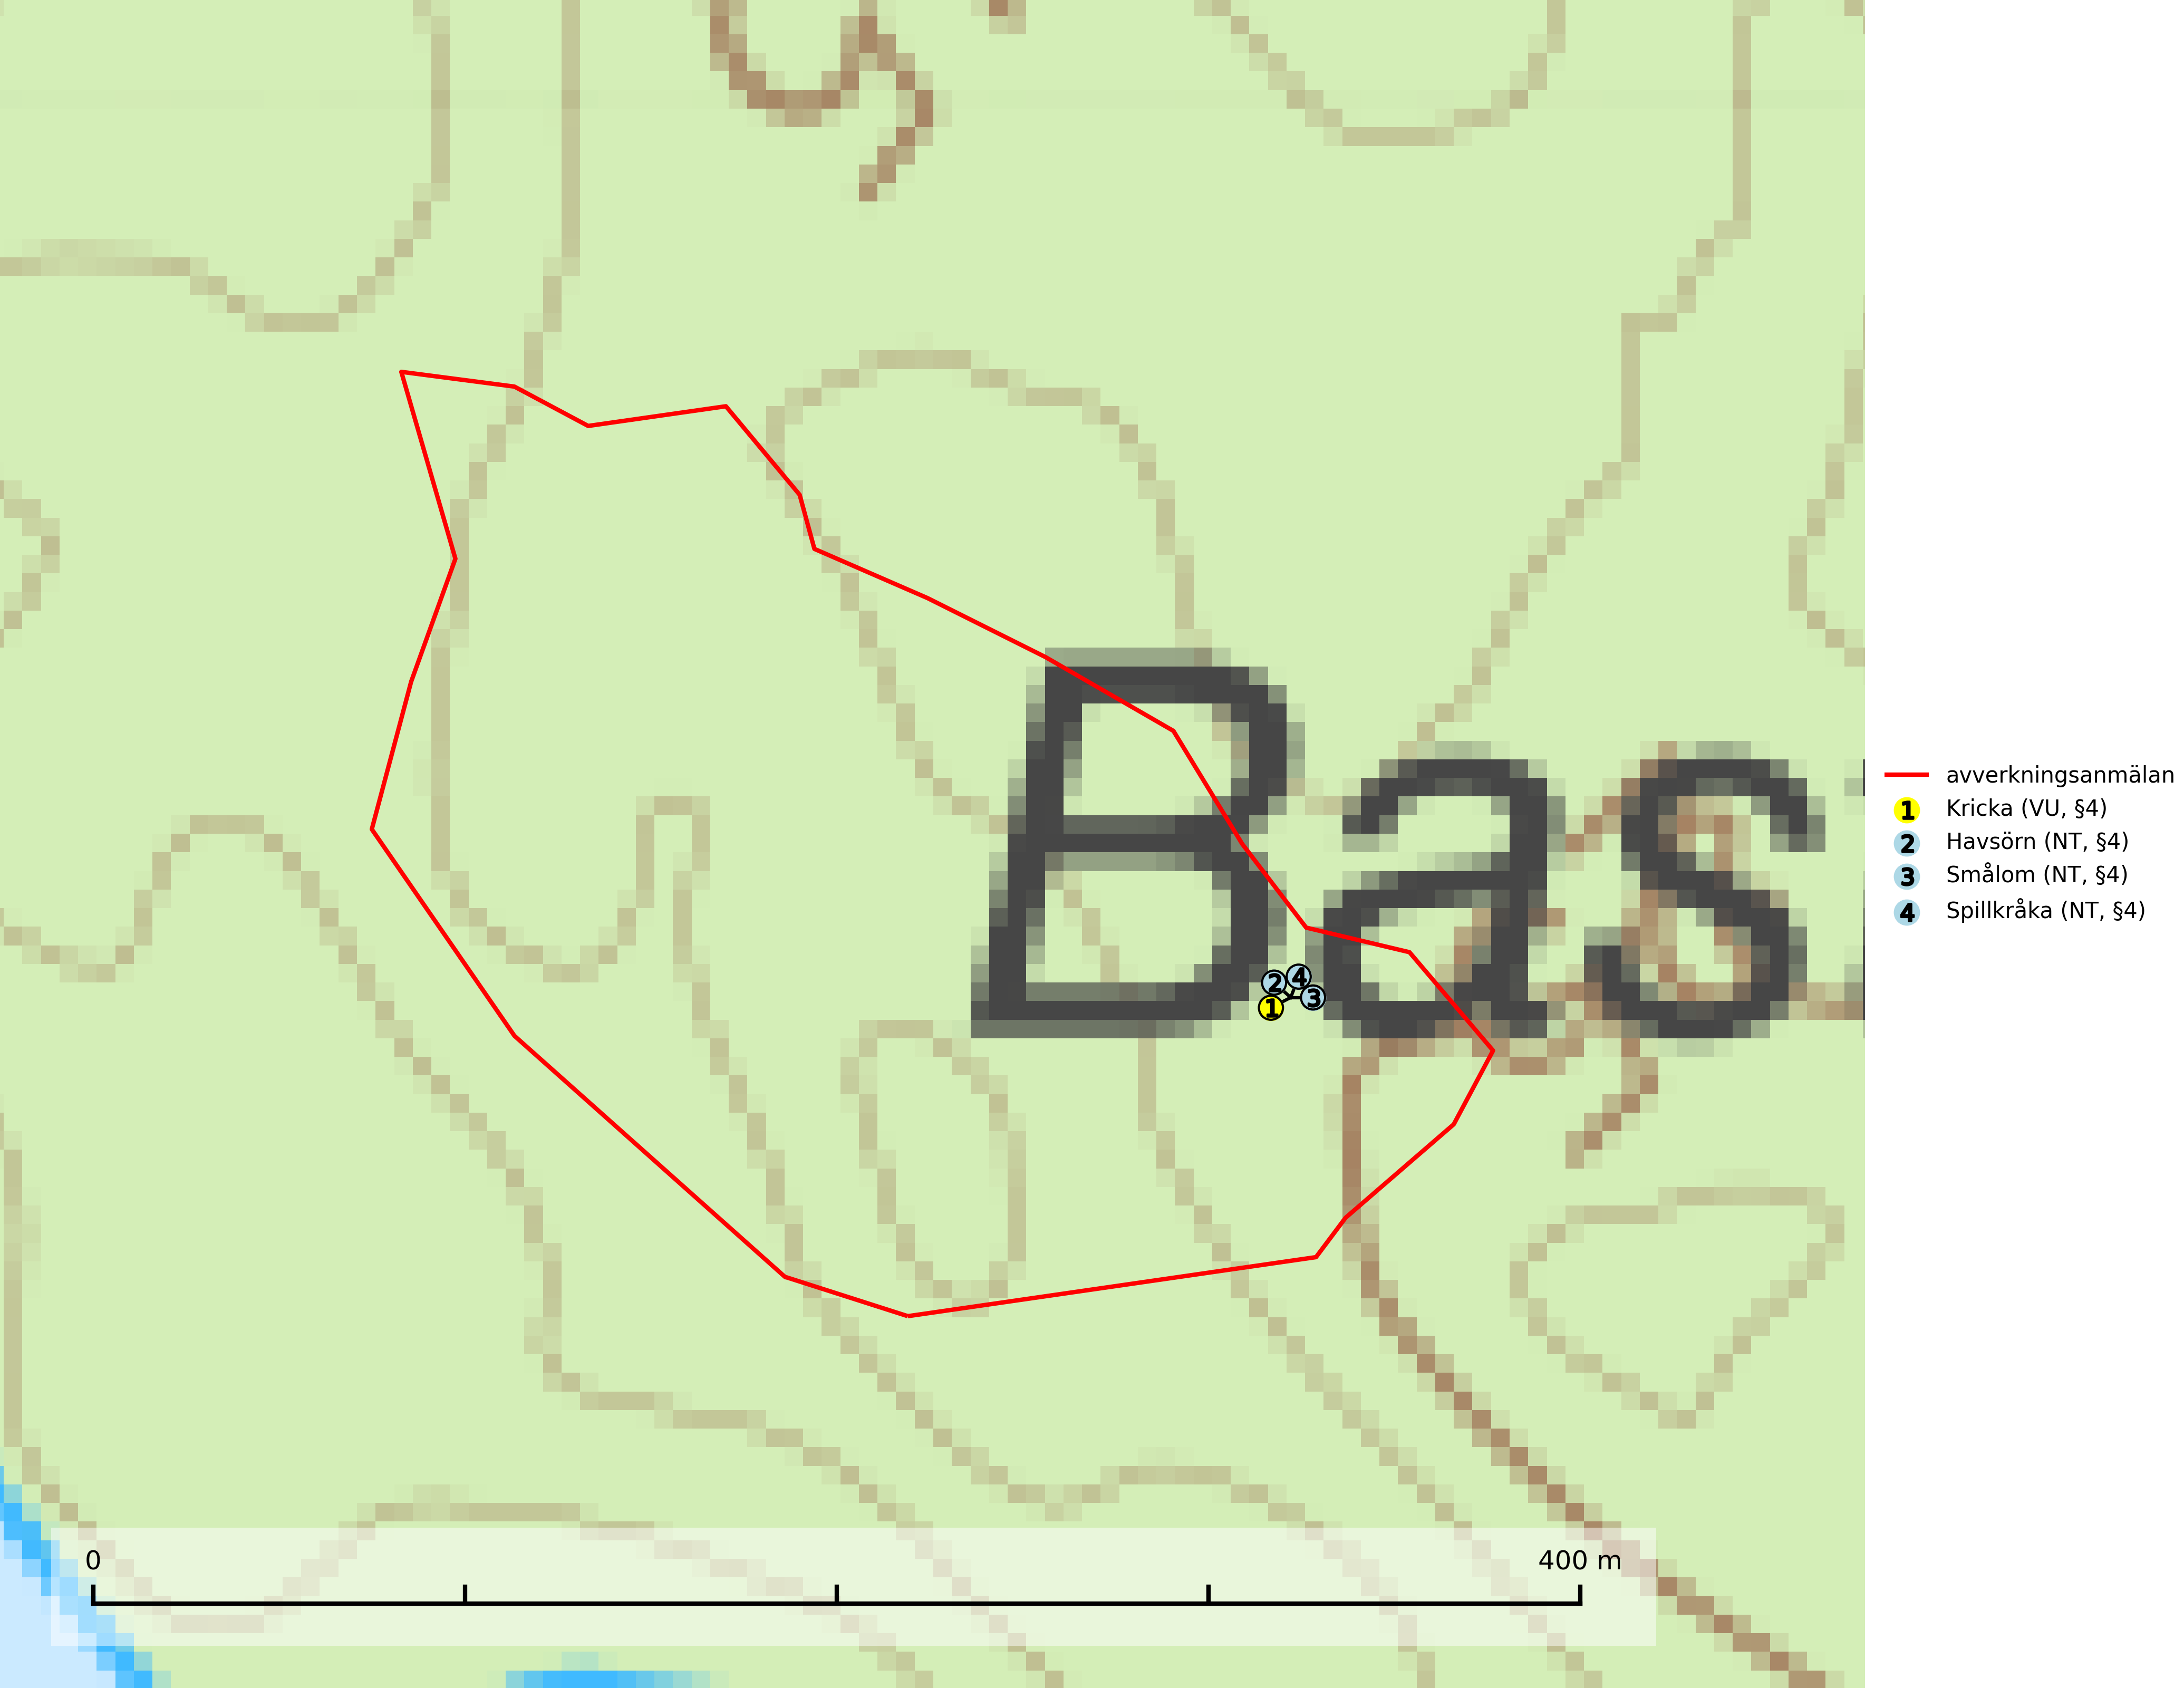 Bas
2 4
1 3
avverkningsanmälan
1 Kricka (VU, §4)
2 Havsörn (NT, §4)
3 Smålom (NT, §4)
4 Spillkråka (NT, §4)
0 400 m